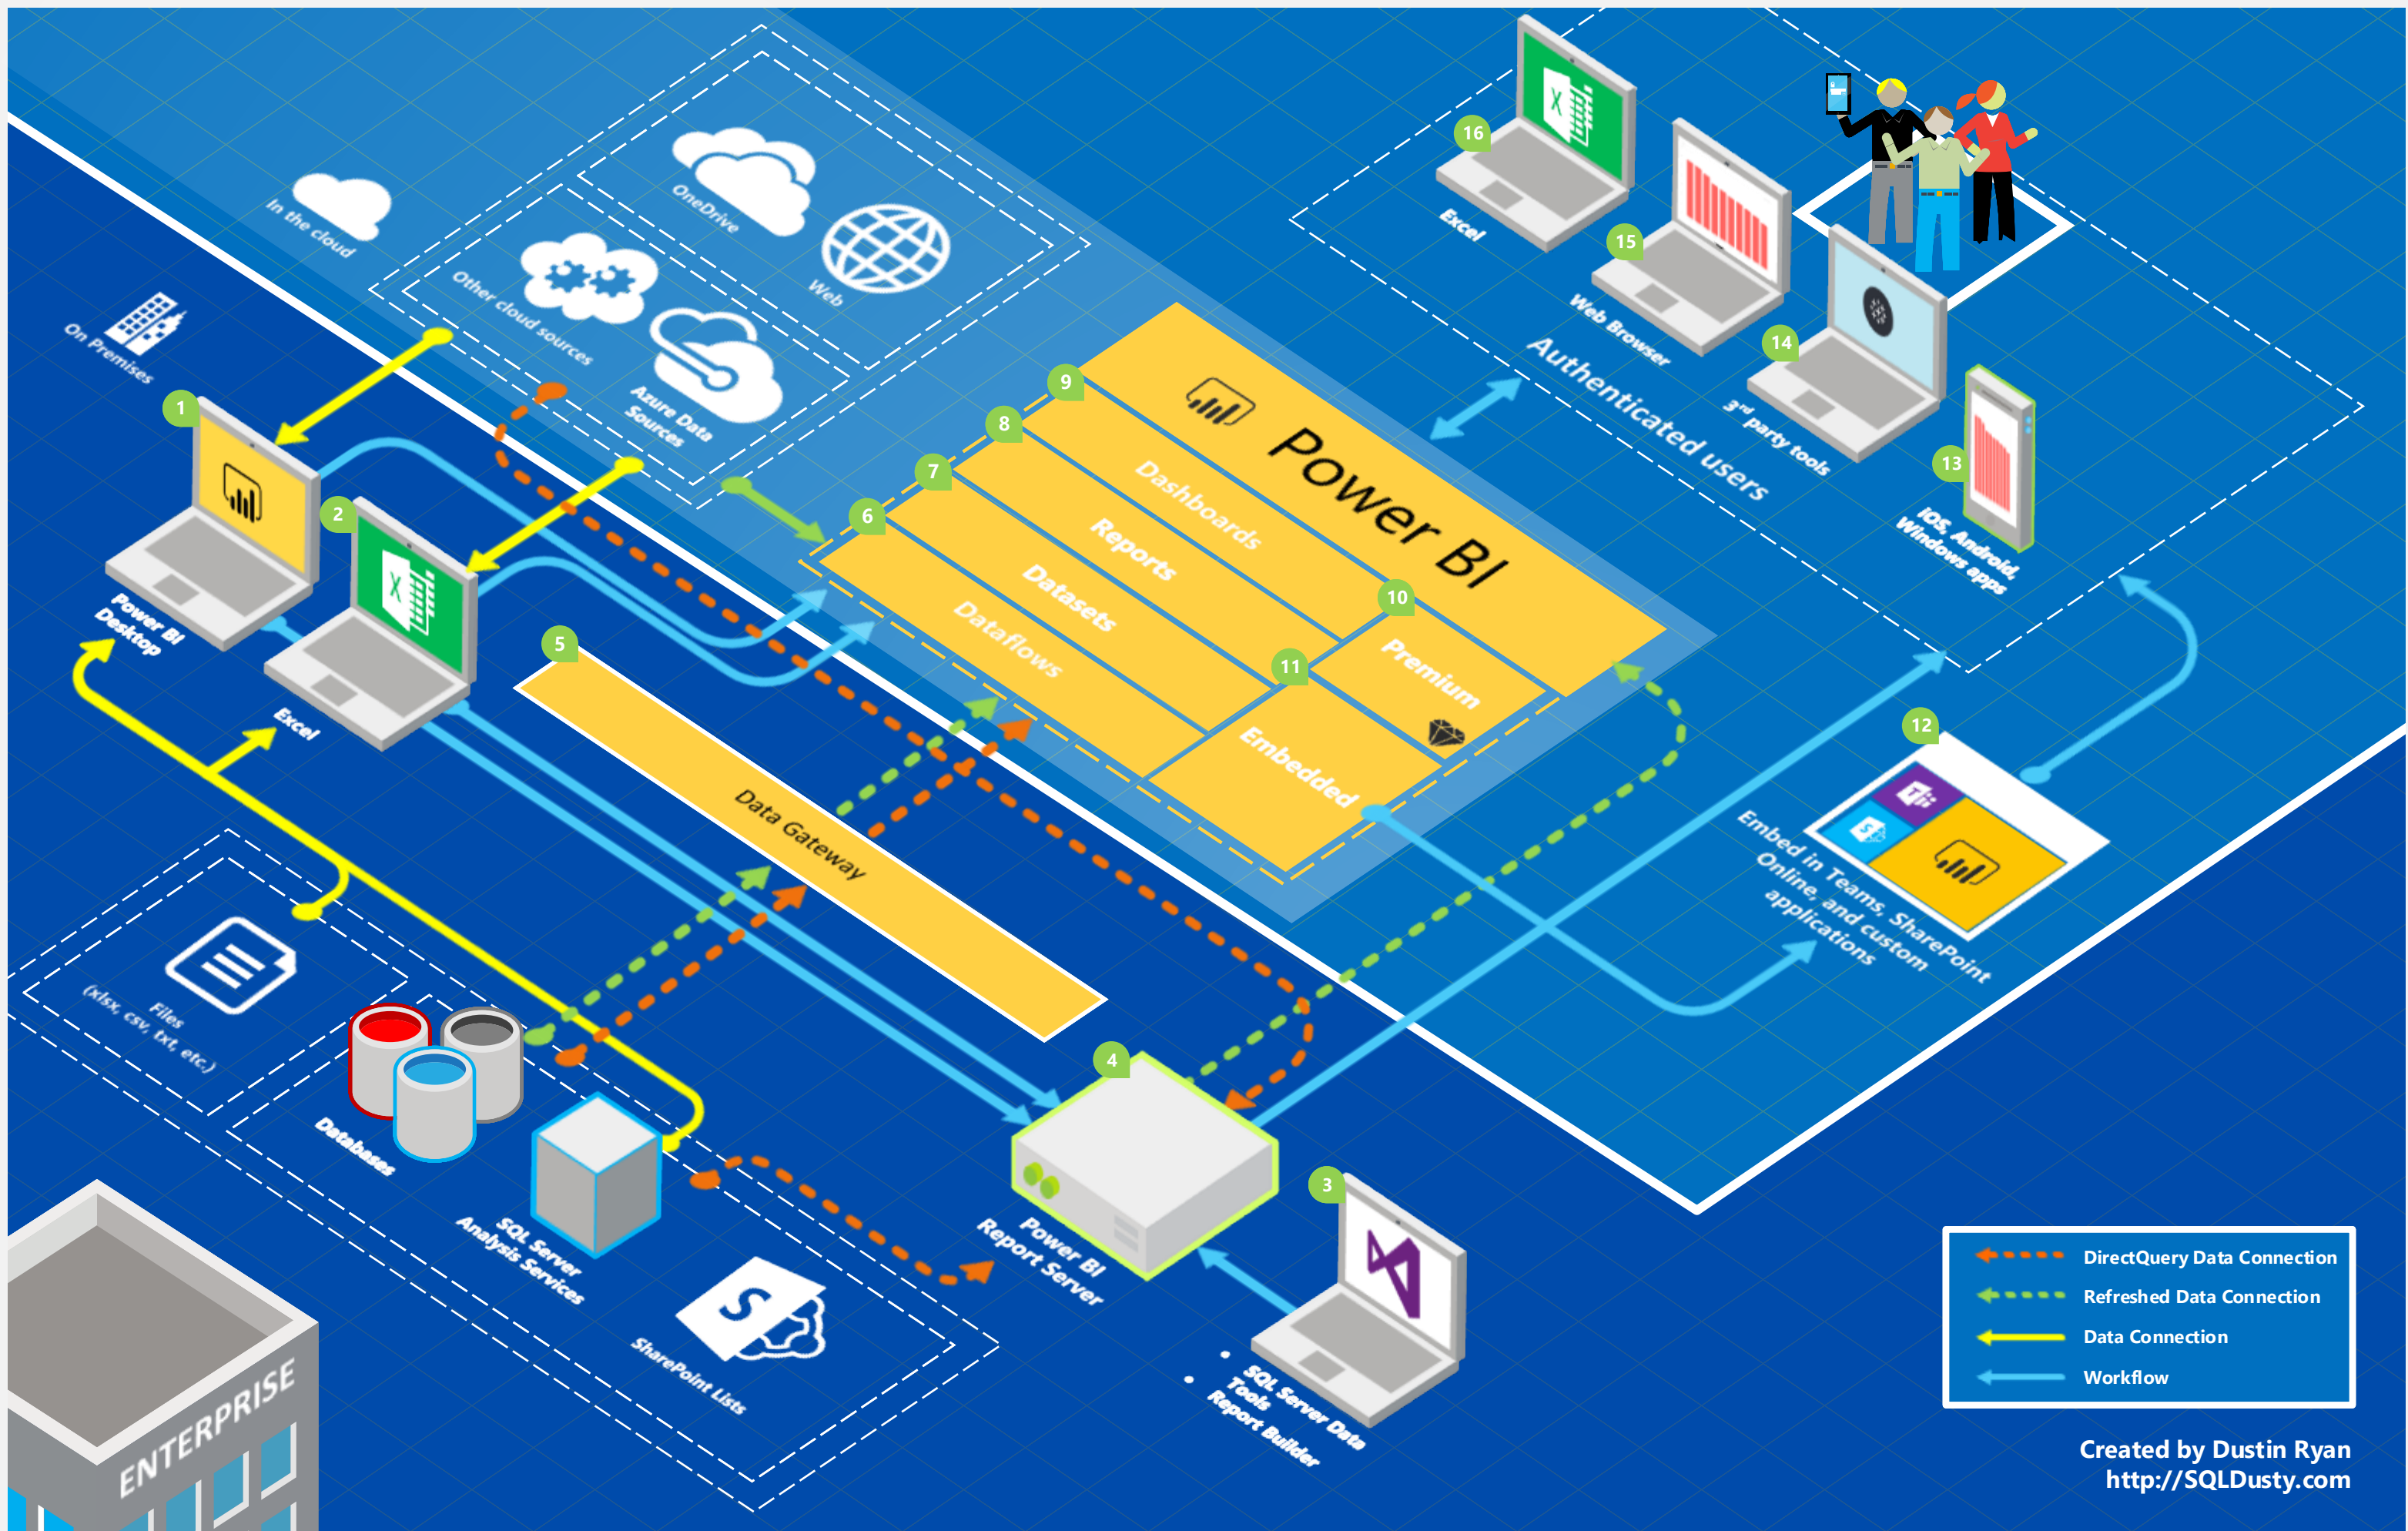 In the cloud
On Premises
OneDrive
Web
Other cloud sources
Azure Data
Sources
1
Power BI
Desktop
2
Excel
5
Data Gateway
Files
(xlsx, csv, txt, etc.)
Databases
SQL Server
Analysis Services
S
SharePoint Lists
ENTERPRISE
9
8
7
6
Power BI
Dashboards
Reports
Datasets
Dataflows
10
Premium
11
Embedded
16
X
Excel
15
Web Browser
14
3rd party tools
13
iOS, Android,
Windows apps
Authenticated users
12
Embed in Teams, SharePoint
Online, and custom
applications
4
Power BI
Report Server
3
• SQL Server Data
Tools
• Report Builder
DirectQuery Data Connection
Refreshed Data Connection
Data Connection
Workflow
Created by Dustin Ryan
http://SQLDusty.com